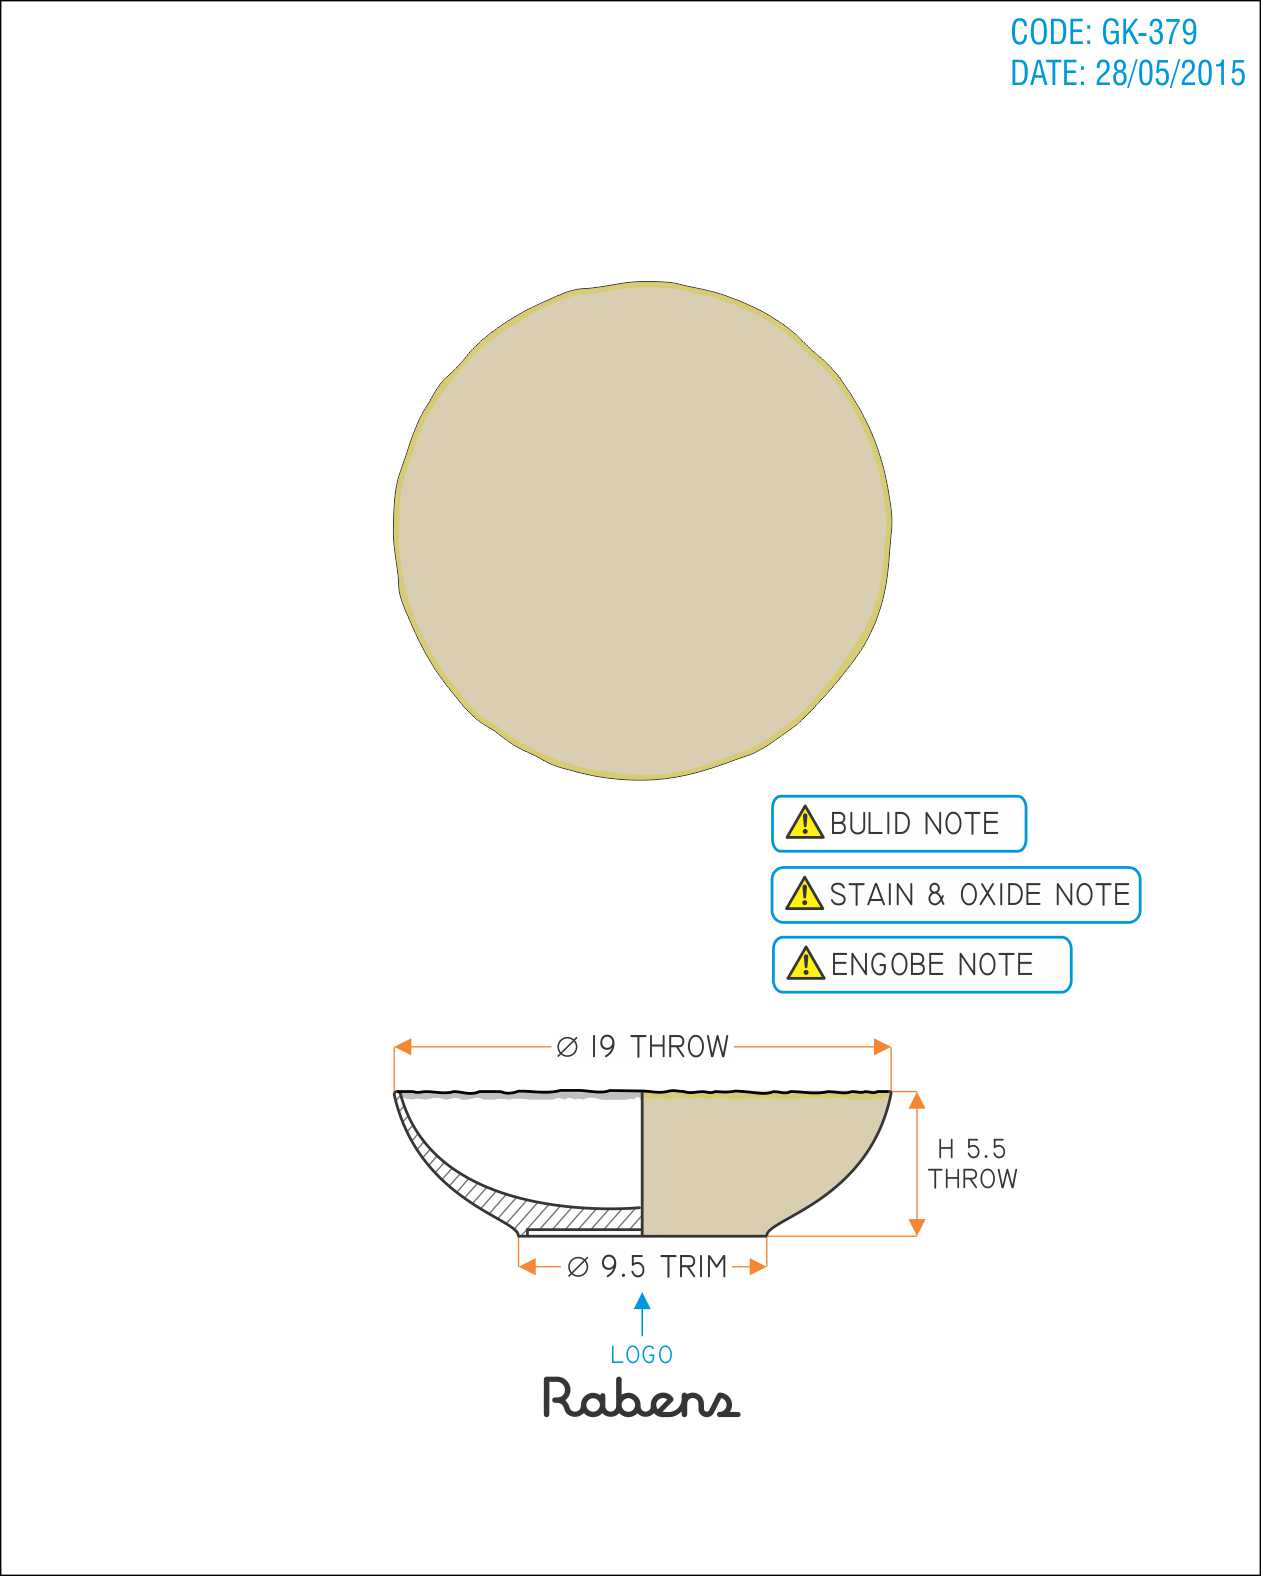 CODE: GK-379
DATE: 28/05/2015
BULID NOTE
STAIN & OXIDE NOTE
ENGOBE NOTE
Ø 19 THROW
H 5.5
THROW
Ø 9.5 TRIM
LOGO
Rabens